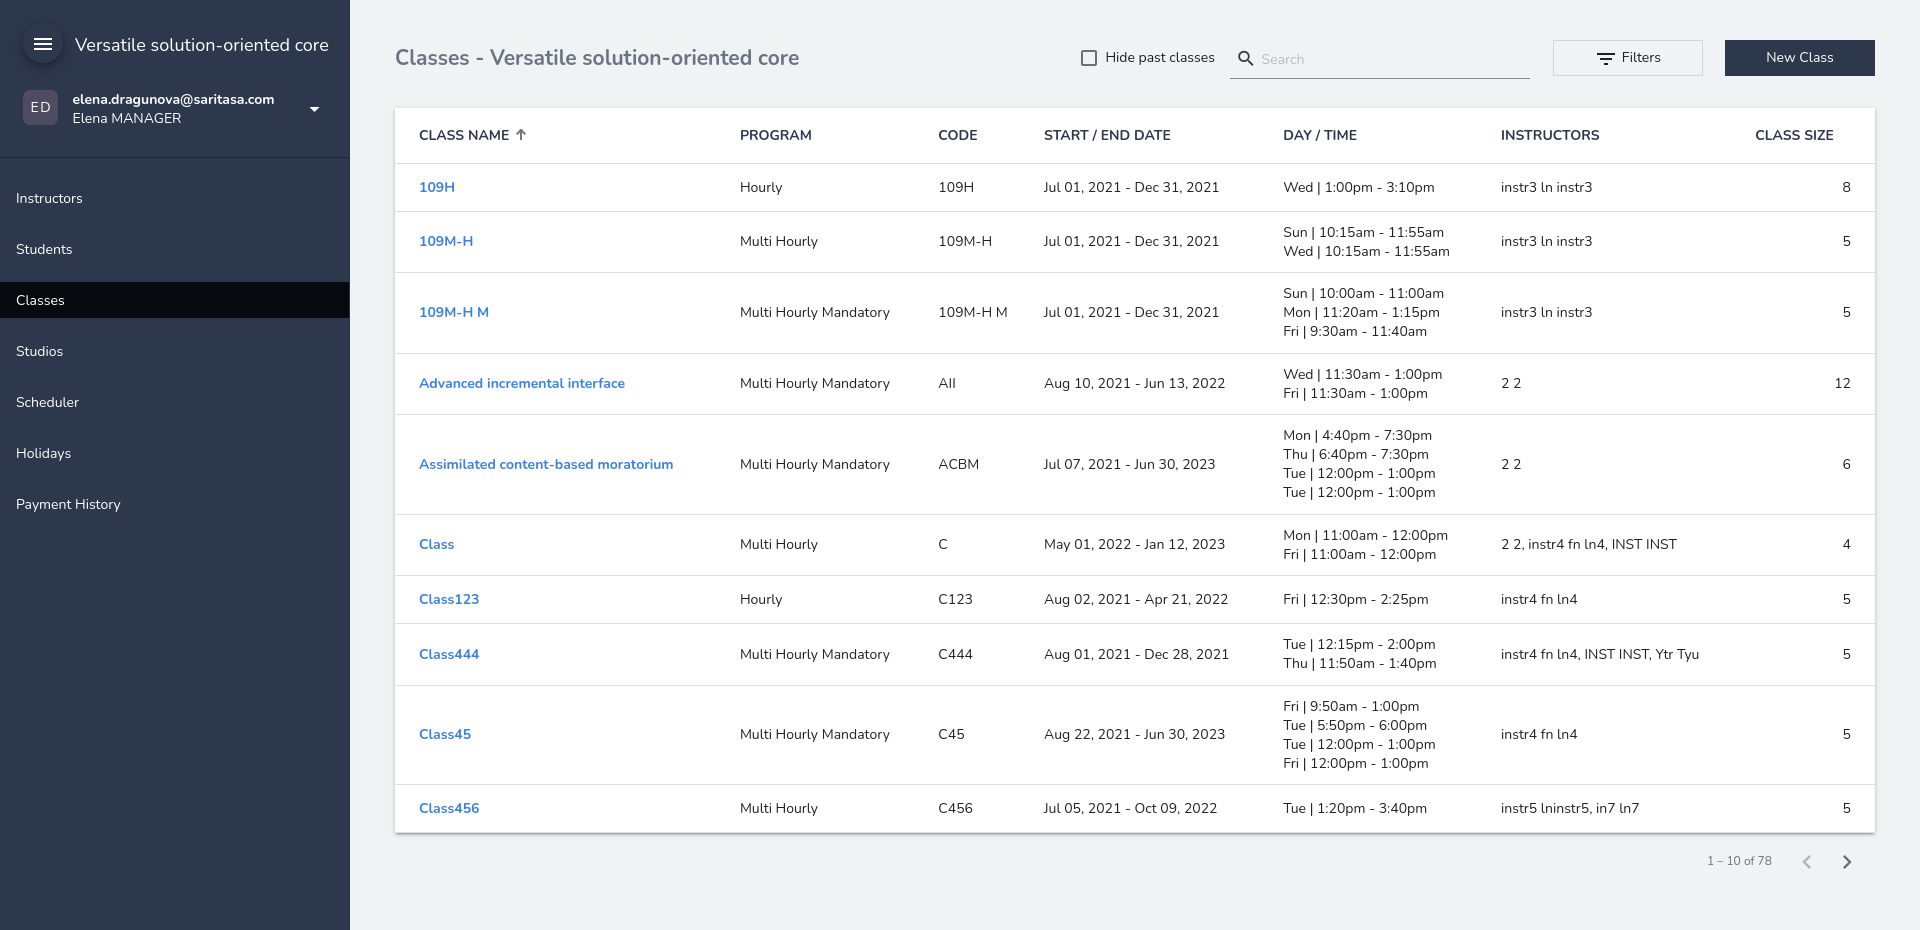 Versatile solution-oriented core
ED
elena.dragunova@saritasa.com
Elena MANAGER
Instructors
Students
Classes
Studios
Scheduler
Holidays
Payment History
Classes - Versatile solution-oriented core
Hide past classes
Search
Filters
New Class
CLASS NAME PROGRAM CODE START / END DATE DAY / TIME INSTRUCTORS CLASS SIZE
109H Hourly 109H Jul 01, 2021 - Dec 31, 2021 Wed | 1:00pm - 3:10pm instr3 ln instr3 8
109M-H Multi Hourly 109M-H Jul 01, 2021 - Dec 31, 2021 Sun | 10:15am - 11:55am
Wed | 10:15am - 11:55am instr3 ln instr3 5
109M-H M Multi Hourly Mandatory 109M-H M Jul 01, 2021 - Dec 31, 2021 Sun | 10:00am - 11:00am
Mon | 11:20am - 1:15pm
Fri | 9:30am - 11:40am instr3 ln instr3 5
Advanced incremental interface Multi Hourly Mandatory AII Aug 10, 2021 - Jun 13, 2022 Wed | 11:30am - 1:00pm
Fri | 11:30am - 1:00pm 2 2 12
Assimilated content-based moratorium Multi Hourly Mandatory ACBM Jul 07, 2021 - Jun 30, 2023 Mon | 4:40pm - 7:30pm
Thu | 6:40pm - 7:30pm
Tue | 12:00pm - 1:00pm
Tue | 12:00pm - 1:00pm 2 2 6
Class Multi Hourly C May 01, 2022 - Jan 12, 2023 Mon | 11:00am - 12:00pm
Fri | 11:00am - 12:00pm 2 2, instr4 fn ln4, INST INST 4
Class123 Hourly C123 Aug 02, 2021 - Apr 21, 2022 Fri | 12:30pm - 2:25pm instr4 fn ln4 5
Class444 Multi Hourly Mandatory C444 Aug 01, 2021 - Dec 28, 2021 Tue | 12:15pm - 2:00pm
Thu | 11:50am - 1:40pm instr4 fn ln4, INST INST, Ytr Tyu 5
Class45 Multi Hourly Mandatory C45 Aug 22, 2021 - Jun 30, 2023 Fri | 9:50am - 1:00pm
Tue | 5:50pm - 6:00pm
Tue | 12:00pm - 1:00pm
Fri | 12:00pm - 1:00pm instr4 fn ln4 5
Class456 Multi Hourly C456 Jul 05, 2021 - Oct 09, 2022 Tue | 1:20pm - 3:40pm instr5 lninstr5, in7 ln7 5
1 – 10 of 78